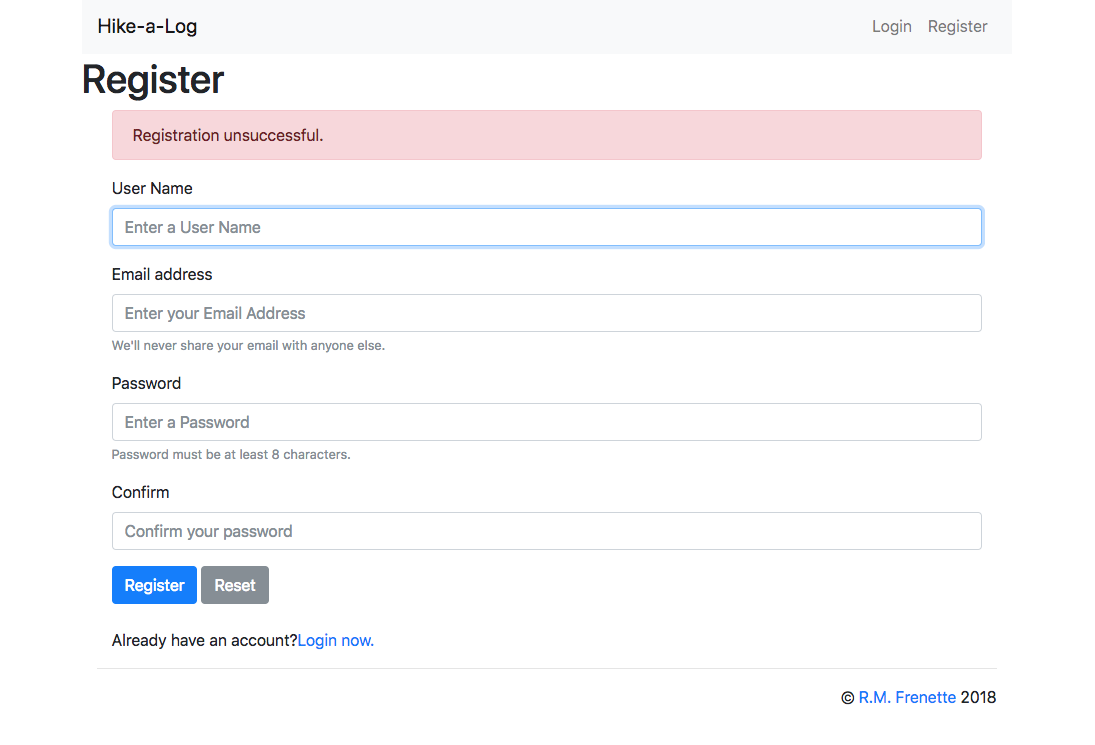 Hike-a-Log Login Register
Register
Registration unsuccessful.
User Name
Enter a User Name
Email address
Enter your Email Address
We'll never share your email with anyone else.
Password
Enter a Password
Password must be at least 8 characters.
Confirm
Confirm your password
Register Reset
Already have an account?Login now.
© R.M. Frenette 2018